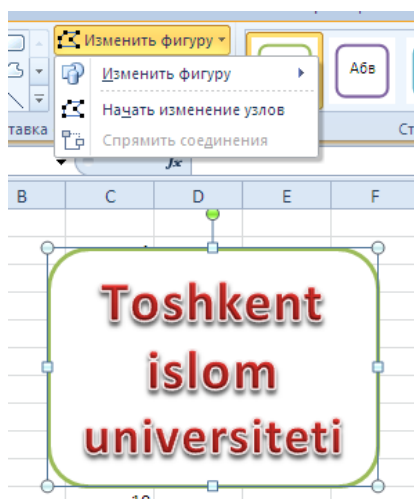 Изменить фигуру
Изменить фигуру
Начать изменение узлов
Спрямить соединения
Абв
тавка
Ст
fx
B C D E F
Toshkent
islom
universiteti